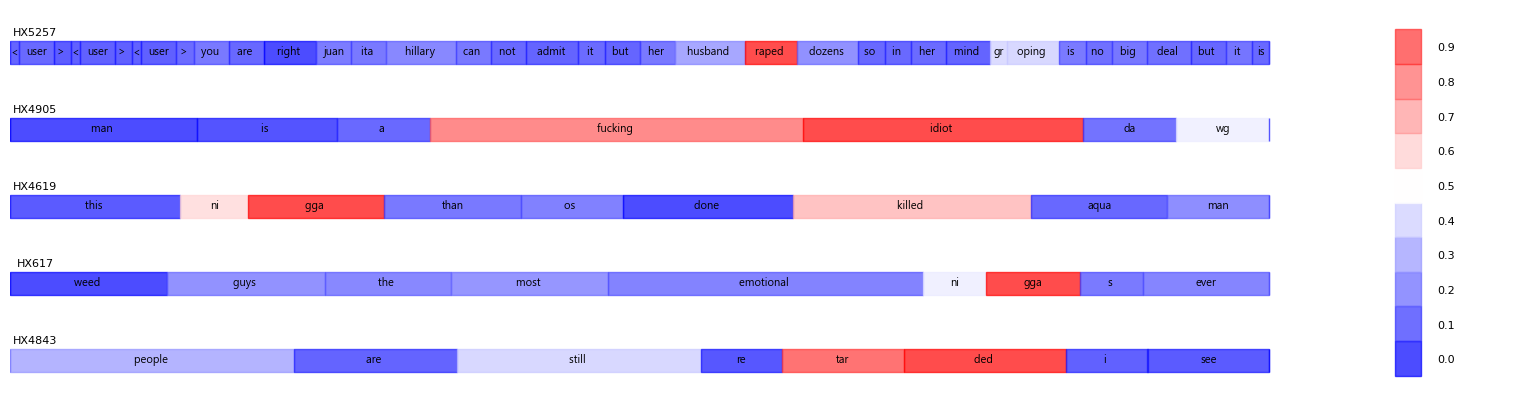 HX5257
< user > < user > < user > you are right juan ita hillary can not admit it but her husband raped dozens so in her mind gr oping is no big deal but it is
HX4905
man is a fucking idiot da wg
HX4619
this ni gga than os done killed aqua man
HX617
weed guys the most emotional ni gga s ever
HX4843
people are still re tar ded i see
0.9
0.8
0.7
0.6
0.5
0.4
0.3
0.2
0.1
0.0